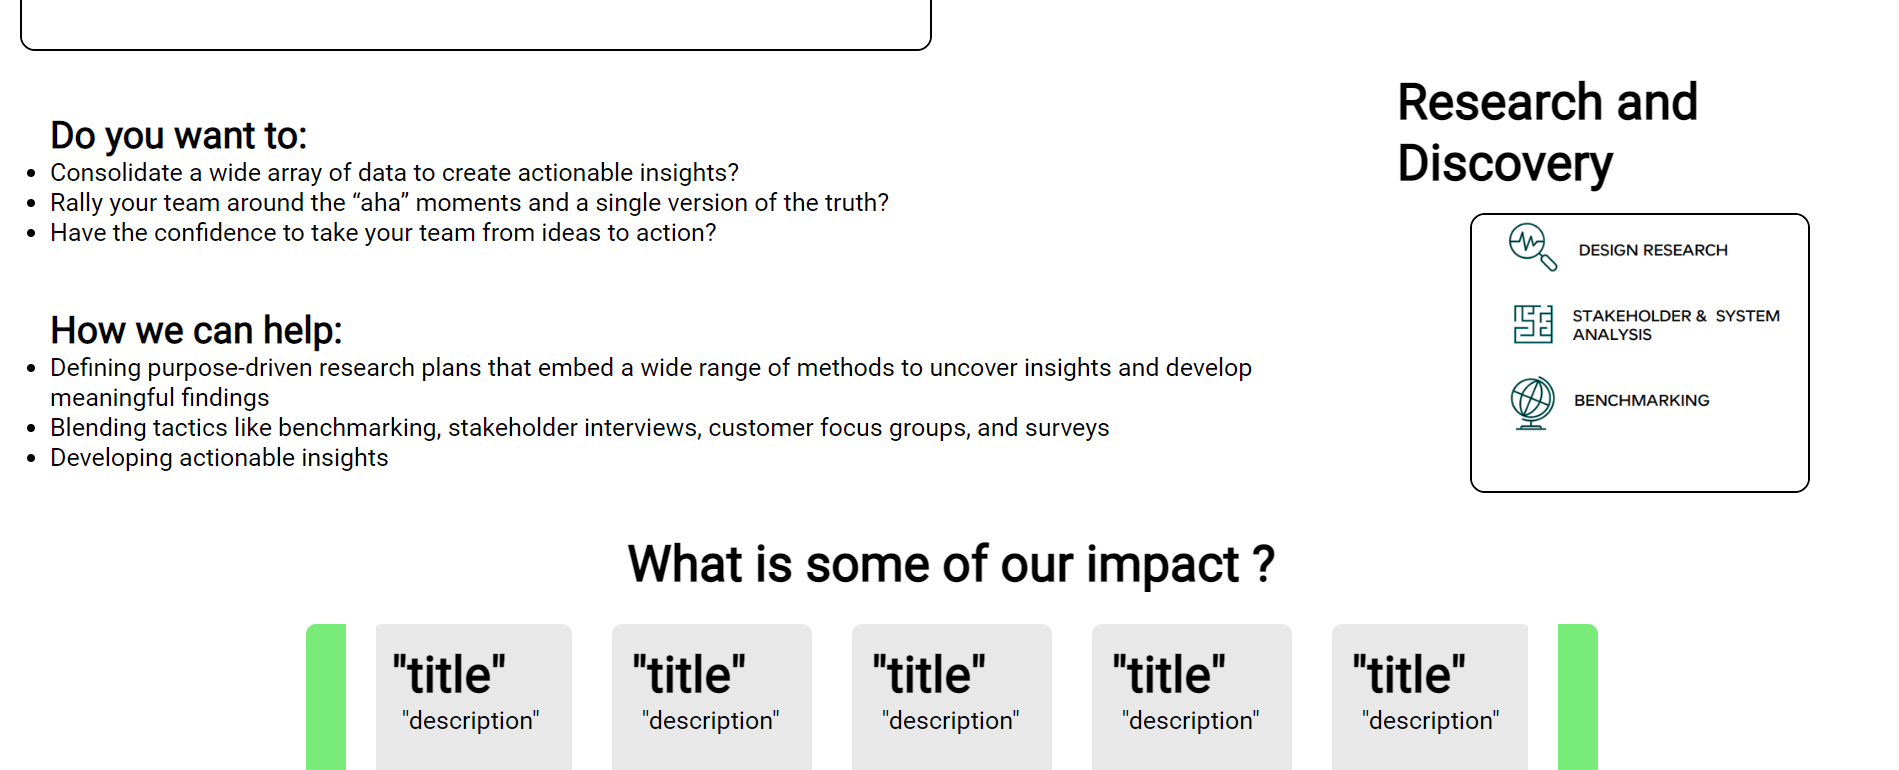 Do you want to:
Consolidate a wide array of data to create actionable insights?
Rally your team around the “aha” moments and a single version of the truth?
Have the confidence to take your team from ideas to action?
How we can help:
Defining purpose-driven research plans that embed a wide range of methods to uncover insights and develop
meaningful findings
Blending tactics like benchmarking, stakeholder interviews, customer focus groups, and surveys
Developing actionable insights
Research and
Discovery
DESIGN RESEARCH
STAKEHOLDER & SYSTEM
ANALYSIS
BENCHMARKING
What is some of our impact ?
"title"
"description"
"title"
"description"
"title"
"description"
"title"
"description"
"title"
"description"